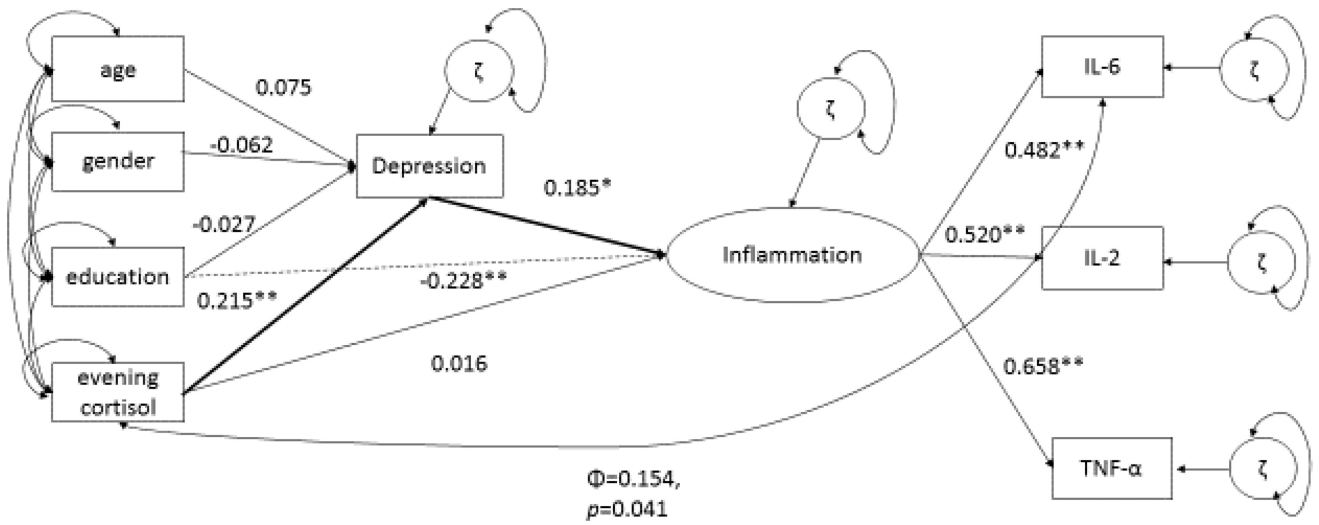 age
gender
education
evening
cortisol
0.075
-0.062
-0.027
0.215**
ζ
Depression
0.185*
-0.228**
0.016
ζ
Inflammation
0.482**
0.520**
0.658**
IL-6
ζ
IL-2
ζ
TNF-α
ζ
Φ=0.154,
p=0.041